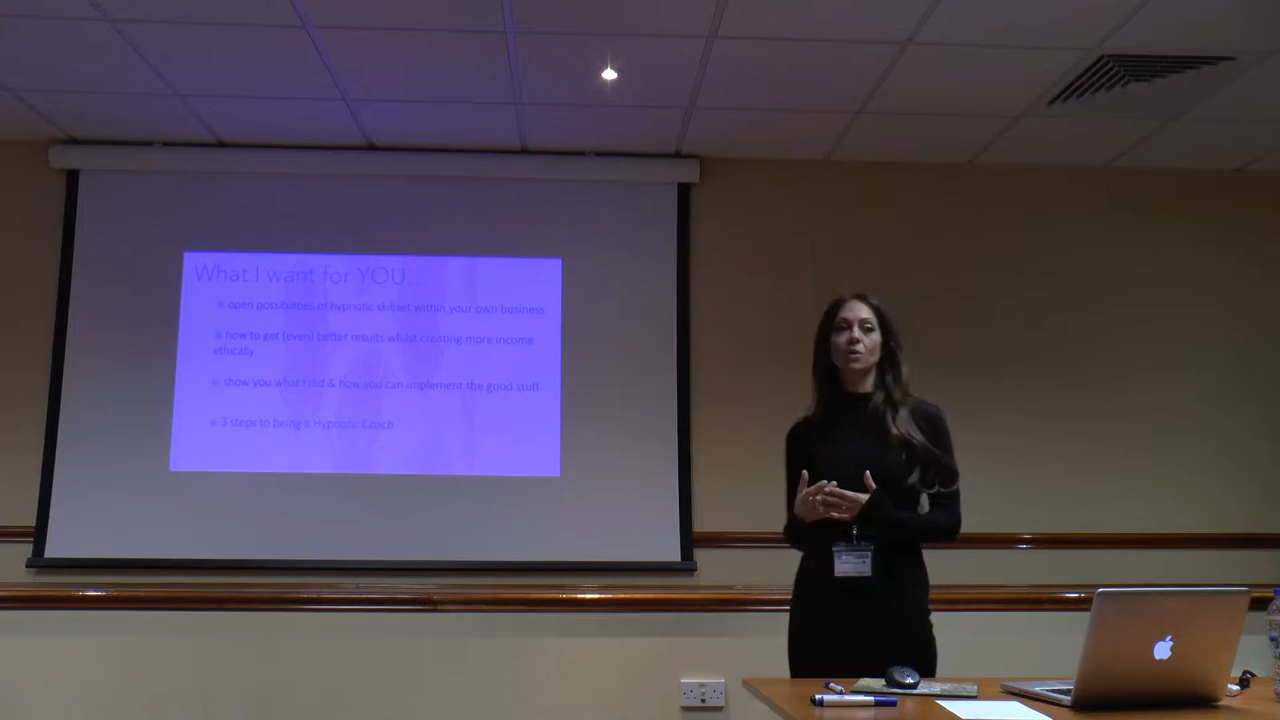 What I want for YOU...
open possibilities of hypnotic skillset within your own business
how to get (even) better results whilst creating more income
ethically
show you what I did & how you can implement the good stuff
3 steps to being a Hypnotic Coach